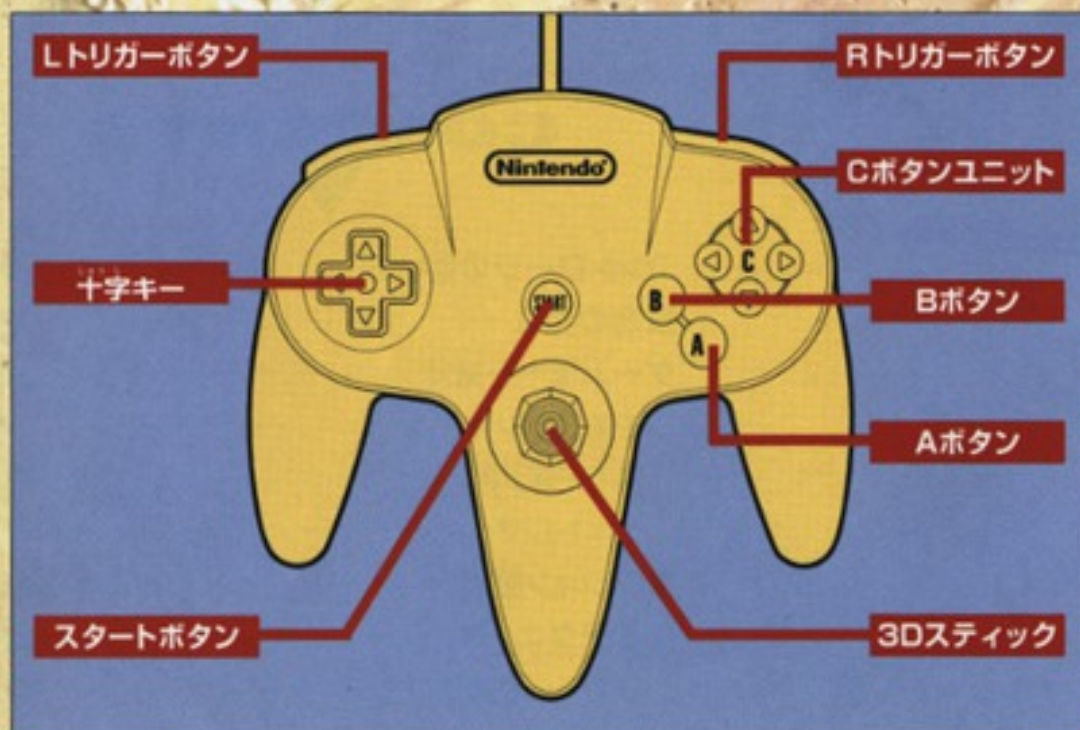 Lトリガーボタン
Rトリガーボタン
Nintendo
Cボタンユニット
C
十字キー
START
B
Bボタン
A
Aボタン
スタートボタン
3Dスティック